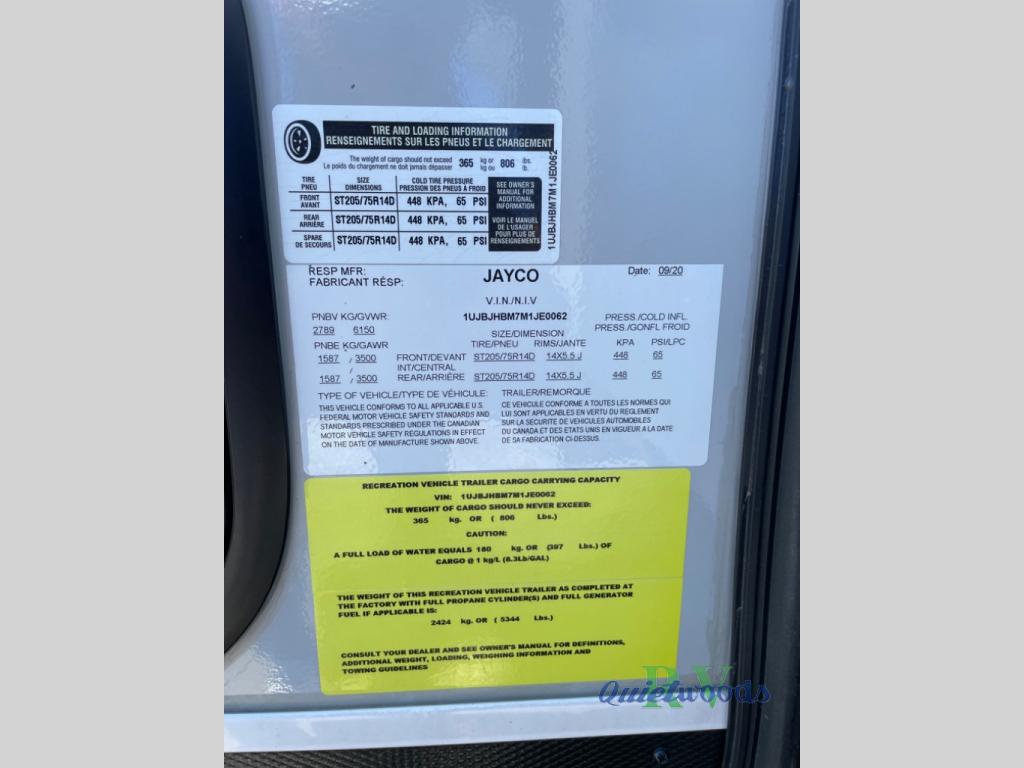 TIRE AND LOADING INFORMATION
RENSEIGNEMENTS SUR LES PNEUS ET LE CHARGEMENT
The weight of cargo should not exceed 365 kg or 806 lbs.
Le poids du chargement ne doit jamais dépasser kg ou lb.
TIRE SIZE COLD TIRE PRESSURE
PNEU DIMENSIONS PRESSION DES PNEUS À FROID
FRONT
AVANT ST205/75R14D 448 KPA, 65 PSI
REAR
ARRIÈRE ST205/75R14D 448 KPA, 65 PSI
SPARE
DE SECOURS ST205/75R14D 448 KPA, 65 PSI
SEE OWNER'S
MANUAL FOR
ADDITIONAL
INFORMATION
VOIR LE MANUEL
DE L'USAGER
POUR PLUS DE
RENSEIGNEMENTS
1UJBJHBM7M1JE0062
RESP MFR: JAYCO Date: 09/20
FABRICANT RÉSP:
V.I.N./N.I.V
PNBV KG/GVWR: 1UJBJHBM7M1JE0062 PRESS./COLD INFL.
2789 6150 SIZE/DIMENSION PRESS./GONFL FROID
PNBE KG/GAWR TIRE/PNEU RIMS/JANTE KPA PSI/LPC
1587 / 3500 FRONT/DEVANT ST205/75R14D 14X5.5 J 448 65
/ INT/CENTRAL
1587 / 3500 REAR/ARRIÉRE ST205/75R14D 14X5.5 J 448 65
TYPE OF VEHICLE/TYPE DE VÉHICULE: TRAILER/REMORQUE
THIS VEHICLE CONFORMS TO ALL APPLICABLE U.S.
FEDERAL MOTOR VEHICLE SAFETY STANDARDS AND
STANDARDS PRESCRIBED UNDER THE CANADIAN
MOTOR VEHICLE SAFETY REGULATIONS IN EFFECT
ON THE DATE OF MANUFACTURE SHOWN ABOVE.
CE VEHICULE CONFORME A TOUTES LES NORMES QUI
LUI SONT APPLICABLES EN VERTU DU REGLEMENT
SUR LA SECURITE DE VEHICULES AUTOMOBILES
DU CANADA ET DES ETATS UNIS EN VIGUEUR A LA DATE
DE SA FABRICATION CI-DESSUS.
RECREATION VEHICLE TRAILER CARGO CARRYING CAPACITY
VIN: 1UJBJHBM7M1JE0062
THE WEIGHT OF CARGO SHOULD NEVER EXCEED:
365 kg. OR ( 806 Lbs.)
CAUTION:
A FULL LOAD OF WATER EQUALS 180 kg. OR (397 Lbs.) OF
CARGO @ 1 kg/L (8.3Lb/GAL)
THE WEIGHT OF THIS RECREATION VEHICLE TRAILER AS COMPLETED AT
THE FACTORY WITH FULL PROPANE CYLINDER(S) AND FULL GENERATOR
FUEL IF APPLICABLE IS:
2424 kg. OR ( 5344 Lbs.)
CONSULT YOUR DEALER AND SEE OWNER'S MANUAL FOR DEFINITIONS,
ADDITIONAL WEIGHT, LOADING, WEIGHING INFORMATION AND
TOWING GUIDELINES
Quietwoods RV